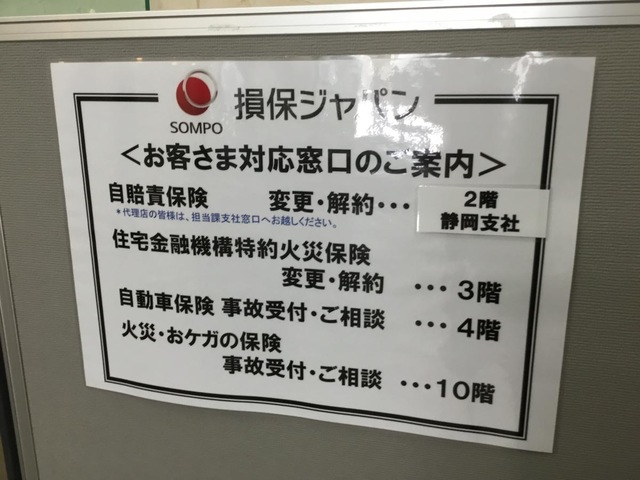 SOMPO 損保ジャパン
＜お客さま対応窓口のご案内＞
自賠責保険 変更・解約・・・ 2階
静岡支社
＊代理店の皆様は、担当課支社窓口へお越しください。
住宅金融機構特約火災保険
変更・解約 ・・・3階
自動車保険 事故受付・ご相談 ・・・4階
火災・おケガの保険
事故受付・ご相談 ・・・10階